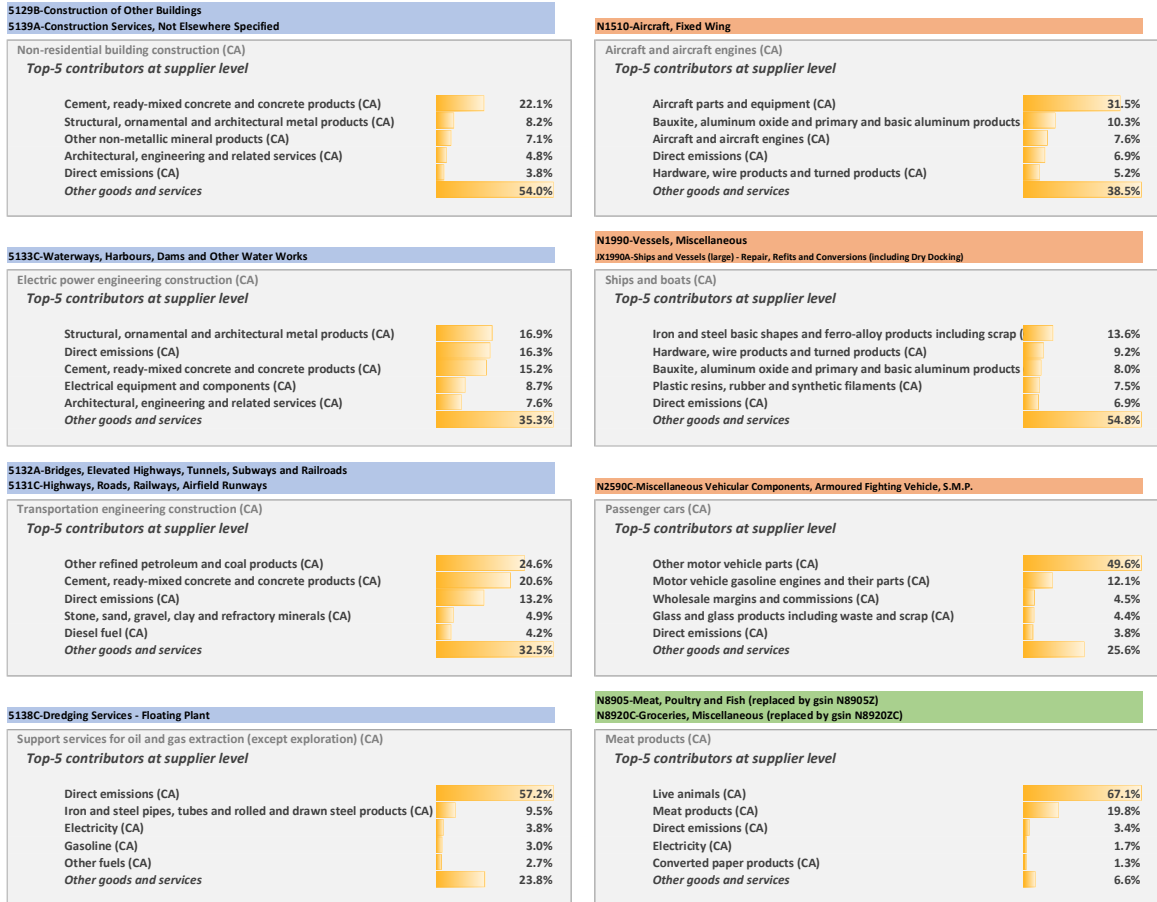 5129B-Construction of Other Buildings
5139A-Construction Services, Not Elsewhere Specified
Non-residential building construction (CA)
Top-5 contributors at supplier level
Cement, ready-mixed concrete and concrete products (CA) 22.1%
Structural, ornamental and architectural metal products (CA) 8.2%
Other non-metallic mineral products (CA) 7.1%
Architectural, engineering and related services (CA) 4.8%
Direct emissions (CA) 3.8%
Other goods and services 54.0%
N1510-Aircraft, Fixed Wing
Aircraft and aircraft engines (CA)
Top-5 contributors at supplier level
Aircraft parts and equipment (CA) 31.5%
Bauxite, aluminum oxide and primary and basic aluminum products 10.3%
Aircraft and aircraft engines (CA) 7.6%
Direct emissions (CA) 6.9%
Hardware, wire products and turned products (CA) 5.2%
Other goods and services 38.5%
5133C-Waterways, Harbours, Dams and Other Water Works
Electric power engineering construction (CA)
Top-5 contributors at supplier level
Structural, ornamental and architectural metal products (CA) 16.9%
Direct emissions (CA) 16.3%
Cement, ready-mixed concrete and concrete products (CA) 15.2%
Electrical equipment and components (CA) 8.7%
Architectural, engineering and related services (CA) 7.6%
Other goods and services 35.3%
N1990-Vessels, Miscellaneous
JX1990A-Ships and Vessels (large) - Repair, Refits and Conversions (including Dry Docking)
Ships and boats (CA)
Top-5 contributors at supplier level
Iron and steel basic shapes and ferro-alloy products including scrap ( 13.6%
Hardware, wire products and turned products (CA) 9.2%
Bauxite, aluminum oxide and primary and basic aluminum products 8.0%
Plastic resins, rubber and synthetic filaments (CA) 7.5%
Direct emissions (CA) 6.9%
Other goods and services 54.8%
5132A-Bridges, Elevated Highways, Tunnels, Subways and Railroads
5131C-Highways, Roads, Railways, Airfield Runways
Transportation engineering construction (CA)
Top-5 contributors at supplier level
Other refined petroleum and coal products (CA) 24.6%
Cement, ready-mixed concrete and concrete products (CA) 20.6%
Direct emissions (CA) 13.2%
Stone, sand, gravel, clay and refractory minerals (CA) 4.9%
Diesel fuel (CA) 4.2%
Other goods and services 32.5%
N2590C-Miscellaneous Vehicular Components, Armoured Fighting Vehicle, S.M.P.
Passenger cars (CA)
Top-5 contributors at supplier level
Other motor vehicle parts (CA) 49.6%
Motor vehicle gasoline engines and their parts (CA) 12.1%
Wholesale margins and commissions (CA) 4.5%
Glass and glass products including waste and scrap (CA) 4.4%
Direct emissions (CA) 3.8%
Other goods and services 25.6%
5138C-Dredging Services - Floating Plant
Support services for oil and gas extraction (except exploration) (CA)
Top-5 contributors at supplier level
Direct emissions (CA) 57.2%
Iron and steel pipes, tubes and rolled and drawn steel products (CA) 9.5%
Electricity (CA) 3.8%
Gasoline (CA) 3.0%
Other fuels (CA) 2.7%
Other goods and services 23.8%
N8905-Meat, Poultry and Fish (replaced by gsin N8905Z)
N8920C-Groceries, Miscellaneous (replaced by gsin N8920ZC)
Meat products (CA)
Top-5 contributors at supplier level
Live animals (CA) 67.1%
Meat products (CA) 19.8%
Direct emissions (CA) 3.4%
Electricity (CA) 1.7%
Converted paper products (CA) 1.3%
Other goods and services 6.6%